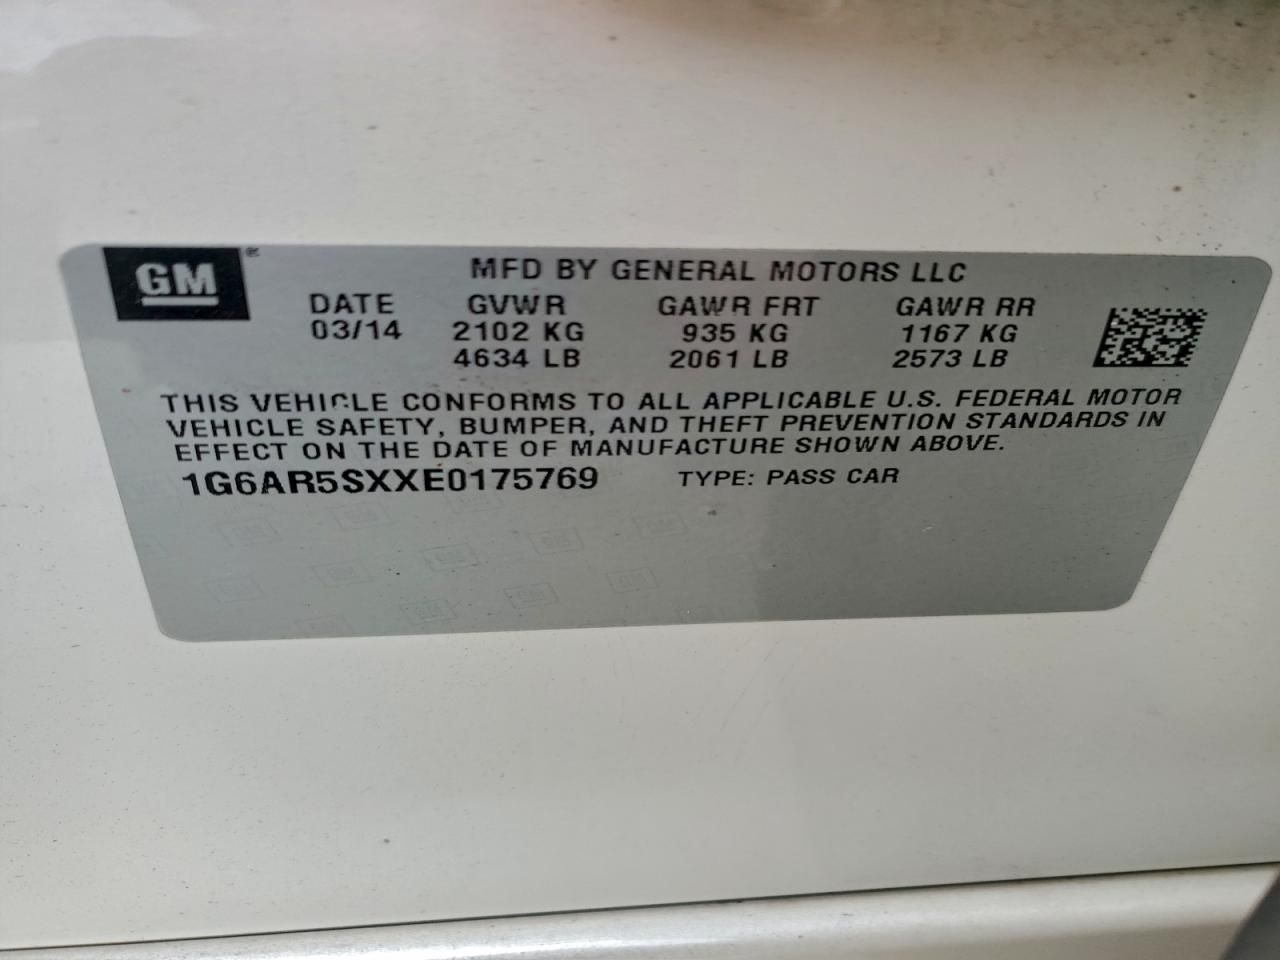 GM®
MFD BY GENERAL MOTORS LLC
DATE GVWR GAWR FRT GAWR RR
03/14 2102 KG 935 KG 1167 KG
4634 LB 2061 LB 2573 LB
THIS VEHICLE CONFORMS TO ALL APPLICABLE U.S. FEDERAL MOTOR
VEHICLE SAFETY, BUMPER, AND THEFT PREVENTION STANDARDS IN
EFFECT ON THE DATE OF MANUFACTURE SHOWN ABOVE.
1G6AR5SXXE0175769 TYPE: PASS CAR